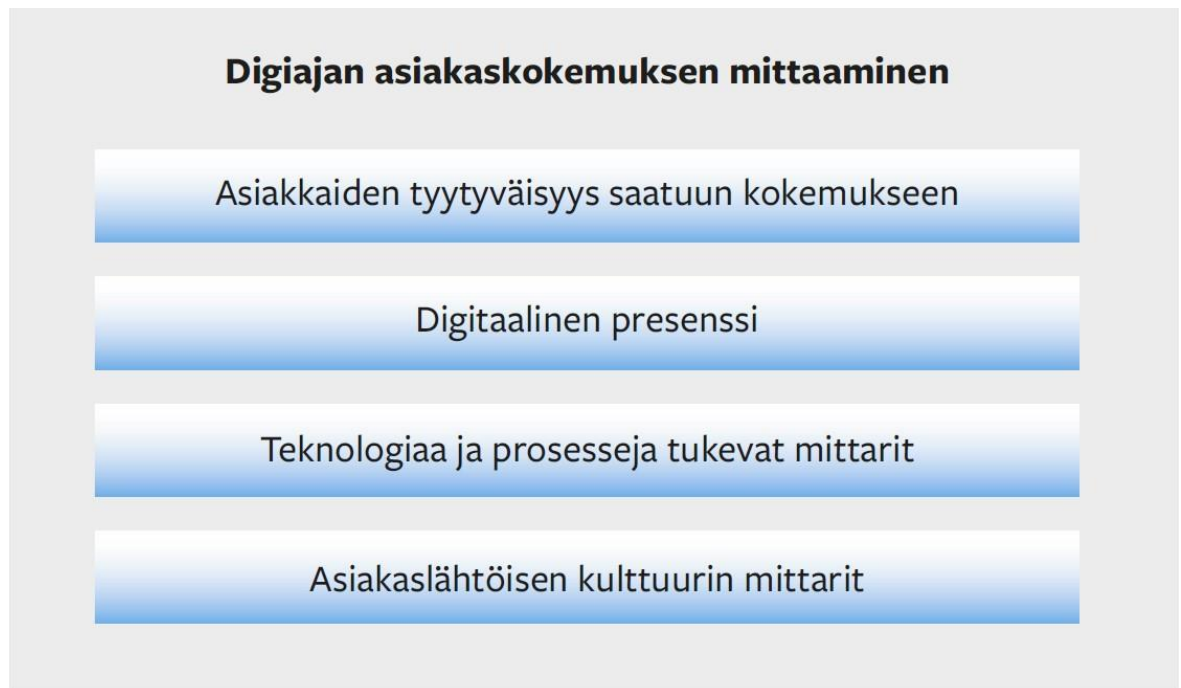 Digiajan asiakaskokemuksen mittaaminen
Asiakkaiden tyytyväisyys saatuun kokemukseen
Digitaalinen presenssi
Teknologiaa ja prosesseja tukevat mittarit
Asiakaslähtöisen kulttuurin mittarit